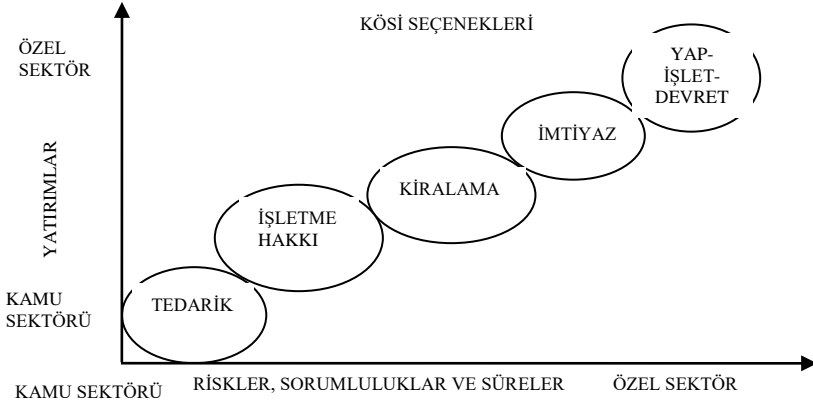 KÖSİ SEÇENEKLERİ
ÖZEL
SEKTÖR
YAP-
İŞLET-
DEVRET
İMTİYAZ
KİRALAMA
YATIRIMLAR
İŞLETME
HAKKI
KAMU
SEKTÖRÜ
TEDARİK
KAMU SEKTÖRÜ
RİSKLER, SORUMLULUKLAR VE SÜRELER
ÖZEL SEKTÖR